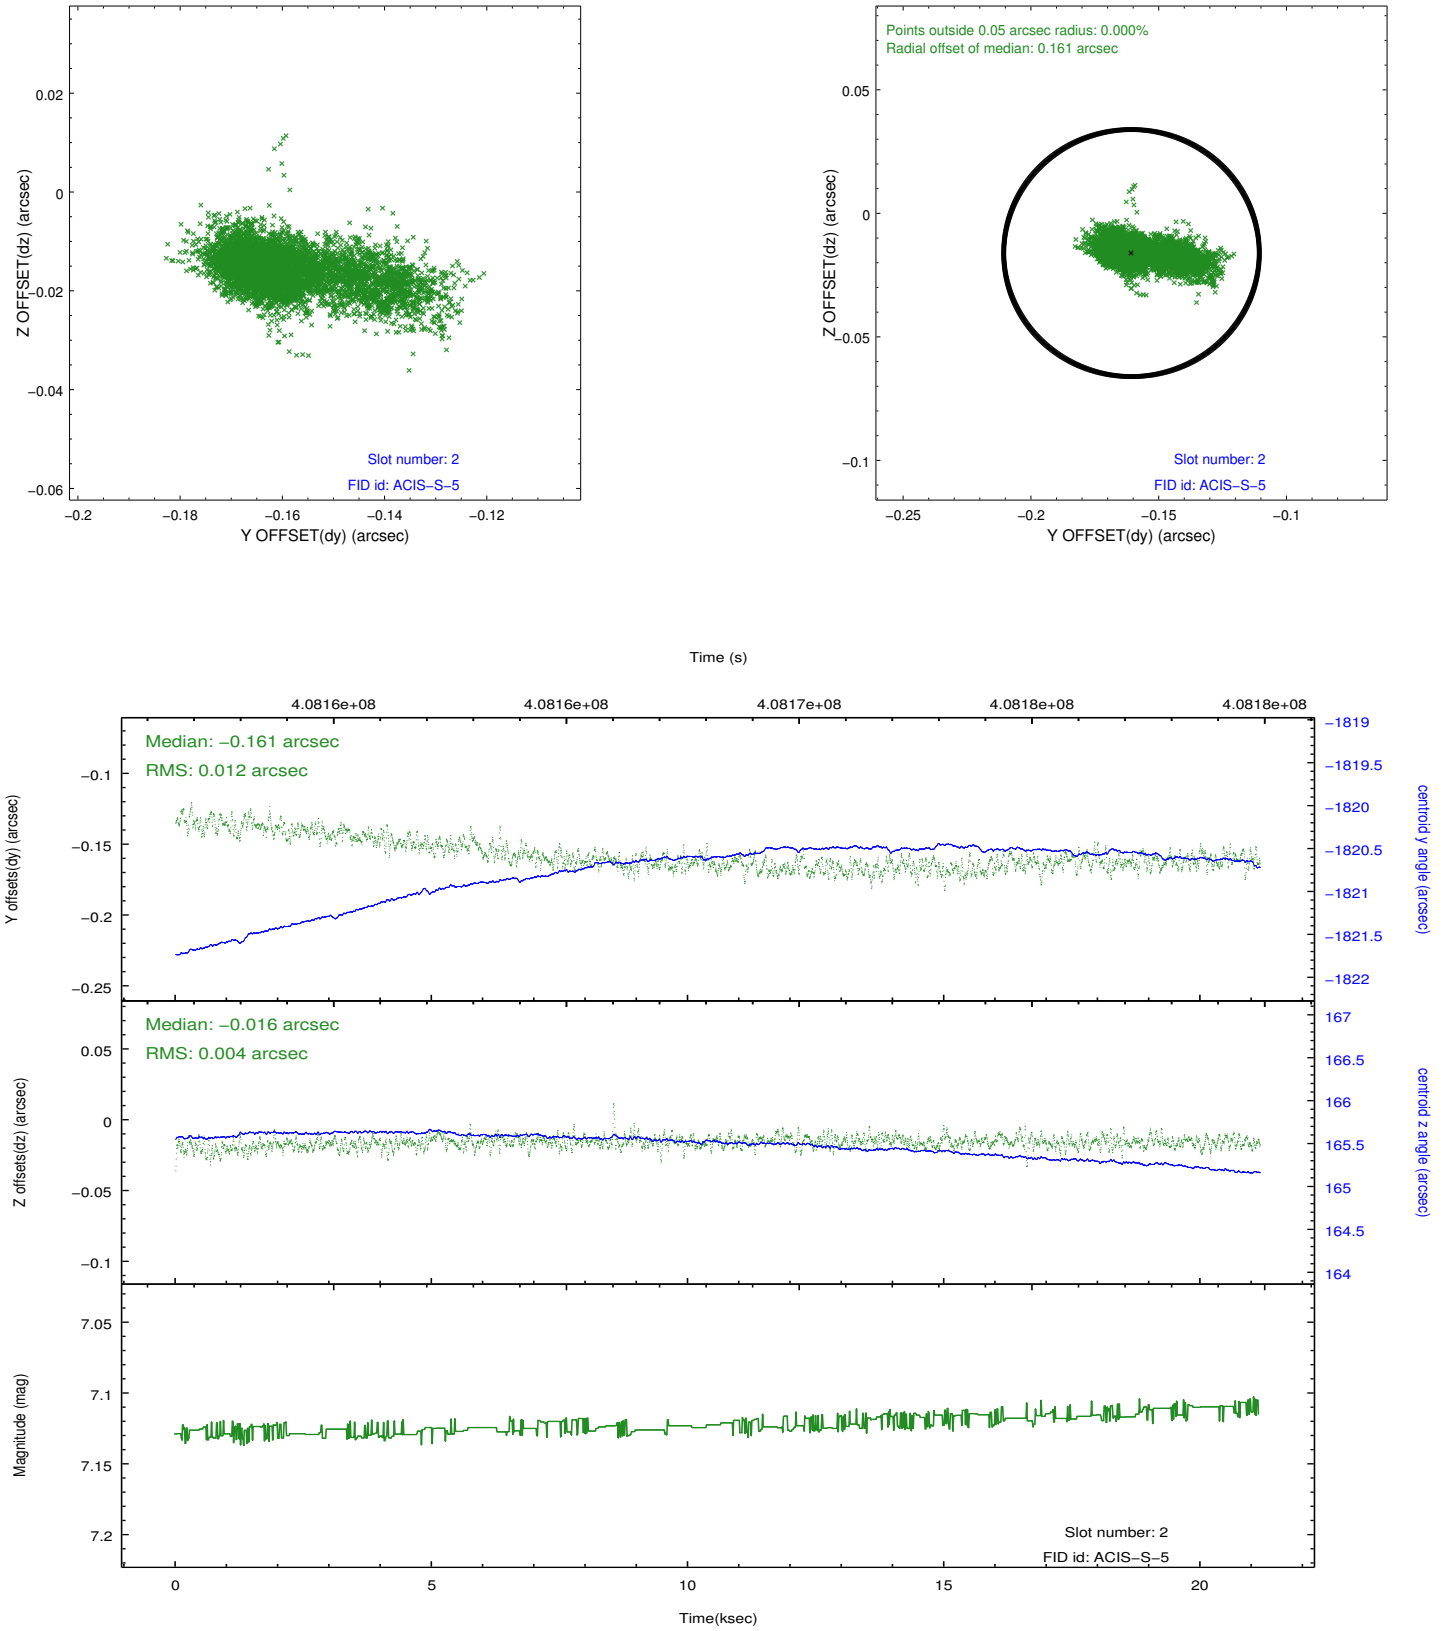 0.02
0
−0.02
−0.04
−0.06
Z OFFSET(dz) (arcsec)
Slot number: 2
FID id: ACIS−S−5
−0.2 −0.18 −0.16 −0.14 −0.12
Y OFFSET(dy) (arcsec)
Points outside 0.05 arcsec radius: 0.000%
Radial offset of median: 0.161 arcsec
0.05
0
−0.05
−0.1
Z OFFSET(dz) (arcsec)
Slot number: 2
FID id: ACIS−S−5
−0.25 −0.2 −0.15 −0.1
Y OFFSET(dy) (arcsec)
Time (s)
4.0816e+08 4.0816e+08 4.0817e+08 4.0818e+08 4.0818e+08
Median: −0.161 arcsec
RMS: 0.012 arcsec
−0.1
−0.15
−0.2
−0.25
Y offsets(dy) (arcsec)
−1819
−1819.5
−1820
−1820.5
−1821
−1821.5
−1822
centroid y angle (arcsec)
Median: −0.016 arcsec
RMS: 0.004 arcsec
0.05
0
−0.05
−0.1
Z offsets(dz) (arcsec)
167
166.5
166
165.5
165
164.5
164
centroid z angle (arcsec)
7.05
7.1
7.15
7.2
Magnitude (mag)
Slot number: 2
FID id: ACIS−S−5
0 5 10 15 20
Time(ksec)